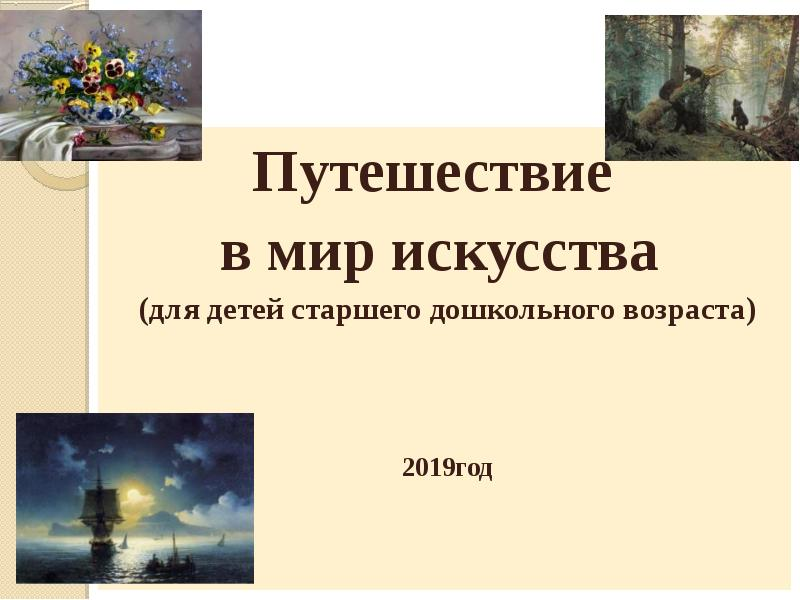 Путешествие
в мир искусства
(для детей старшего дошкольного возраста)
2019год